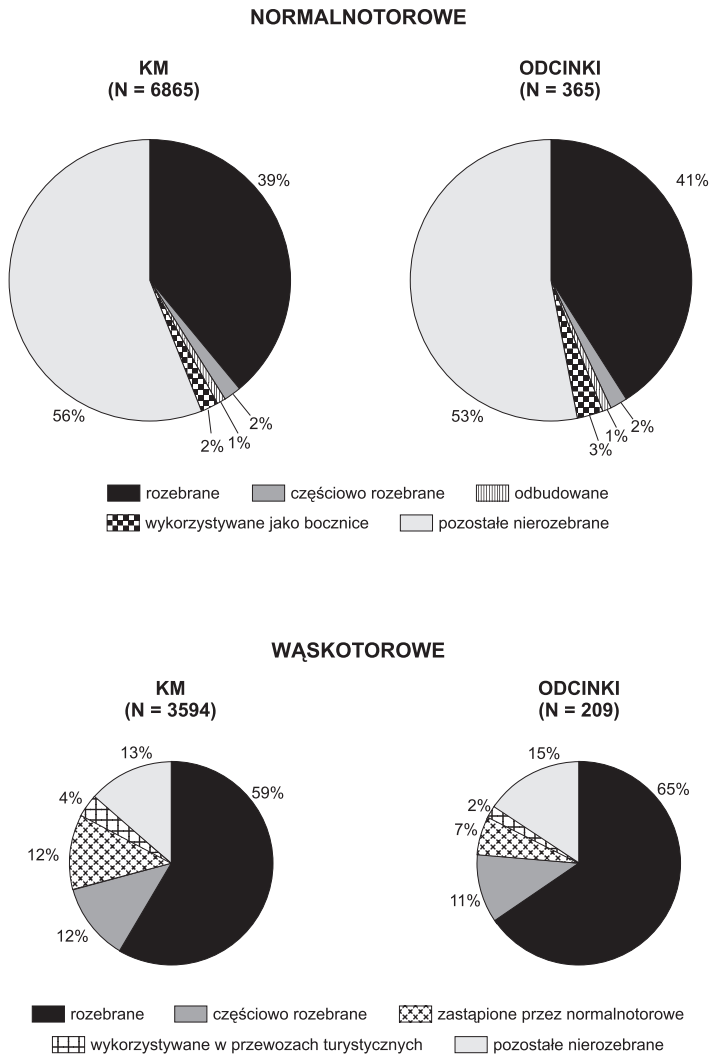 NORMALNOTOROWE
KM
(N = 6865)
ODCINKI
(N = 365)
39%
41%
56%
2%
1%
2%
53%
3%
1%
2%
rozebrane
częściowo rozebrane
odbudowane
wykorzystywane jako bocznice
pozostałe nierozebrane
WĄSKOTOROWE
KM
(N = 3594)
ODCINKI
(N = 209)
13%
59%
4%
12%
12%
15%
65%
2%
7%
11%
rozebrane
częściowo rozebrane
zastąpione przez normalnotorowe
wykorzystywane w przewozach turystycznych
pozostałe nierozebrane